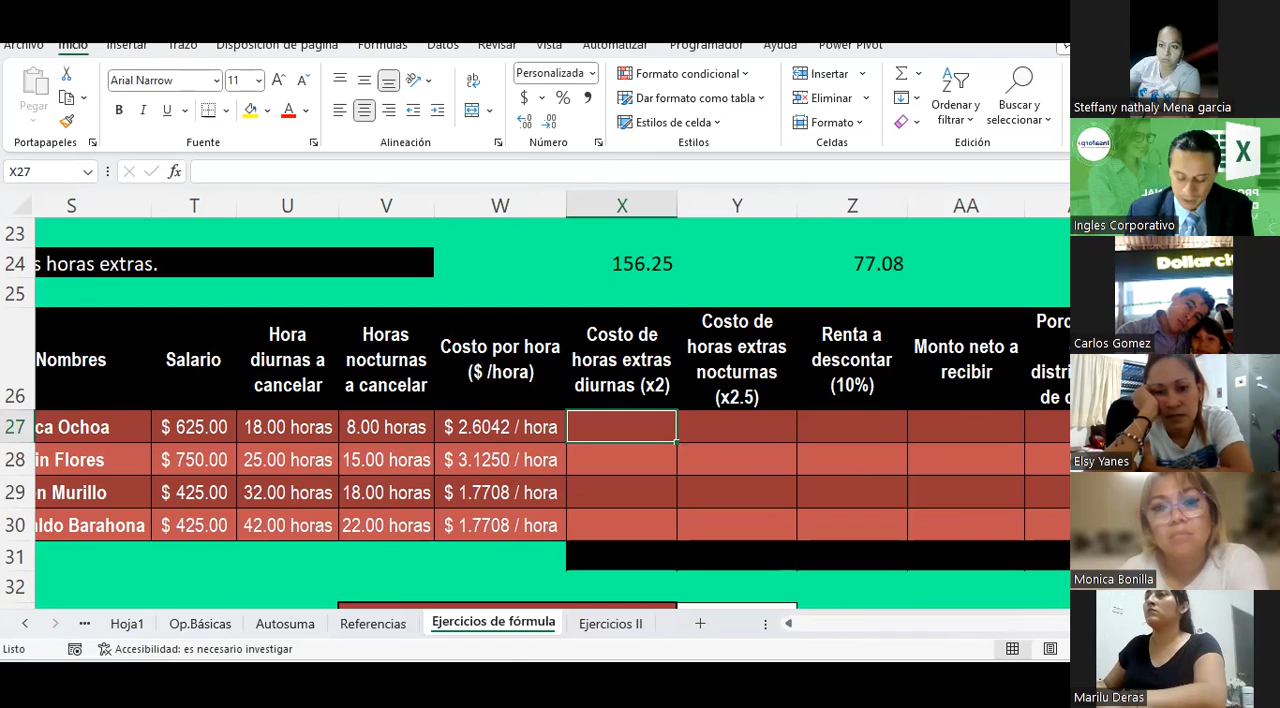 Archivo Inicio Insertar Trazo Disposición de página Fórmulas Datos Revisar Vista Automatizar Programador Ayuda Power Pivot
Pegar
Portapapeles
Arial Narrow 11
N K S
Fuente
Alineación
Personalizada
$ % 9
Número
Formato condicional
Dar formato como tabla
Estilos de celda
Estilos
Insertar
Eliminar
Formato
Celdas
Ordenar y filtrar
Buscar y seleccionar
Edición
X27 fx
S T U V W X Y Z AA
23
24 s horas extras. 156.25 77.08
25
26 Nombres Salario Hora diurnas a cancelar Horas nocturnas a cancelar Costo por hora ($ /hora) Costo de horas extras diurnas (x2) Costo de horas extras nocturnas (x2.5) Renta a descontar (10%) Monto neto a recibir
27 ca Ochoa $ 625.00 18.00 horas 8.00 horas $ 2.6042 / hora
28 in Flores $ 750.00 25.00 horas 15.00 horas $ 3.1250 / hora
29 n Murillo $ 425.00 32.00 horas 18.00 horas $ 1.7708 / hora
30 ldo Barahona $ 425.00 42.00 horas 22.00 horas $ 1.7708 / hora
31
32
Hoja1 Op.Básicas Autosuma Referencias Ejercicios de fórmula Ejercicios II
Listo Accesibilidad: es necesario investigar
Steffany nathaly Mena garcia
X
Ingles Corporativo
Carlos Gomez
Elsy Yanes
Monica Bonilla
Marilu Deras